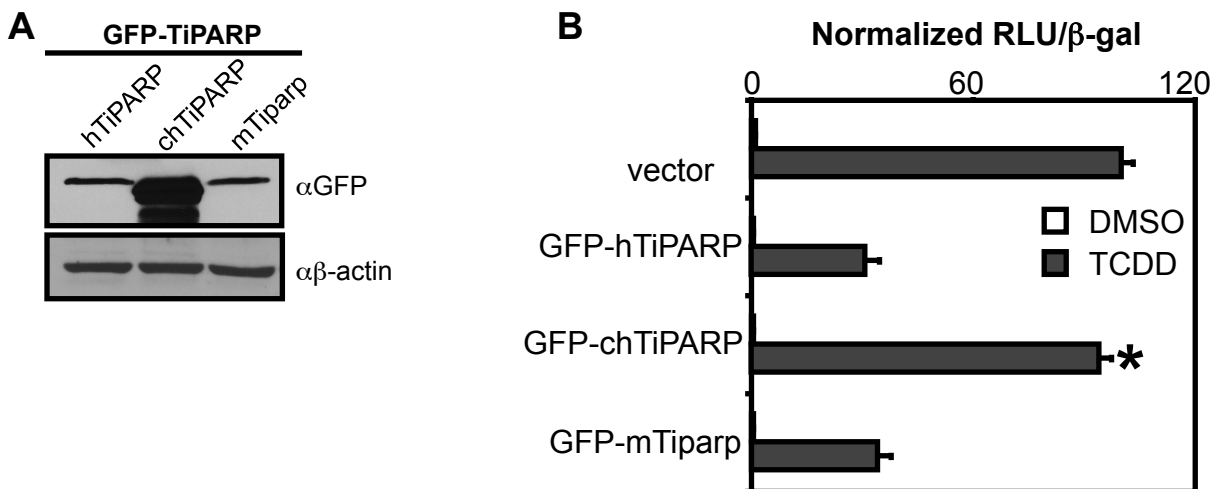 A
GFP-TiPARP
hTiPARP
chTiPARP
mTiparp
αGFP
αβ-actin
B
Normalized RLU/β-gal
0
60
120
vector
GFP-hTiPARP
GFP-chTiPARP
*
GFP-mTiparp
DMSO
TCDD